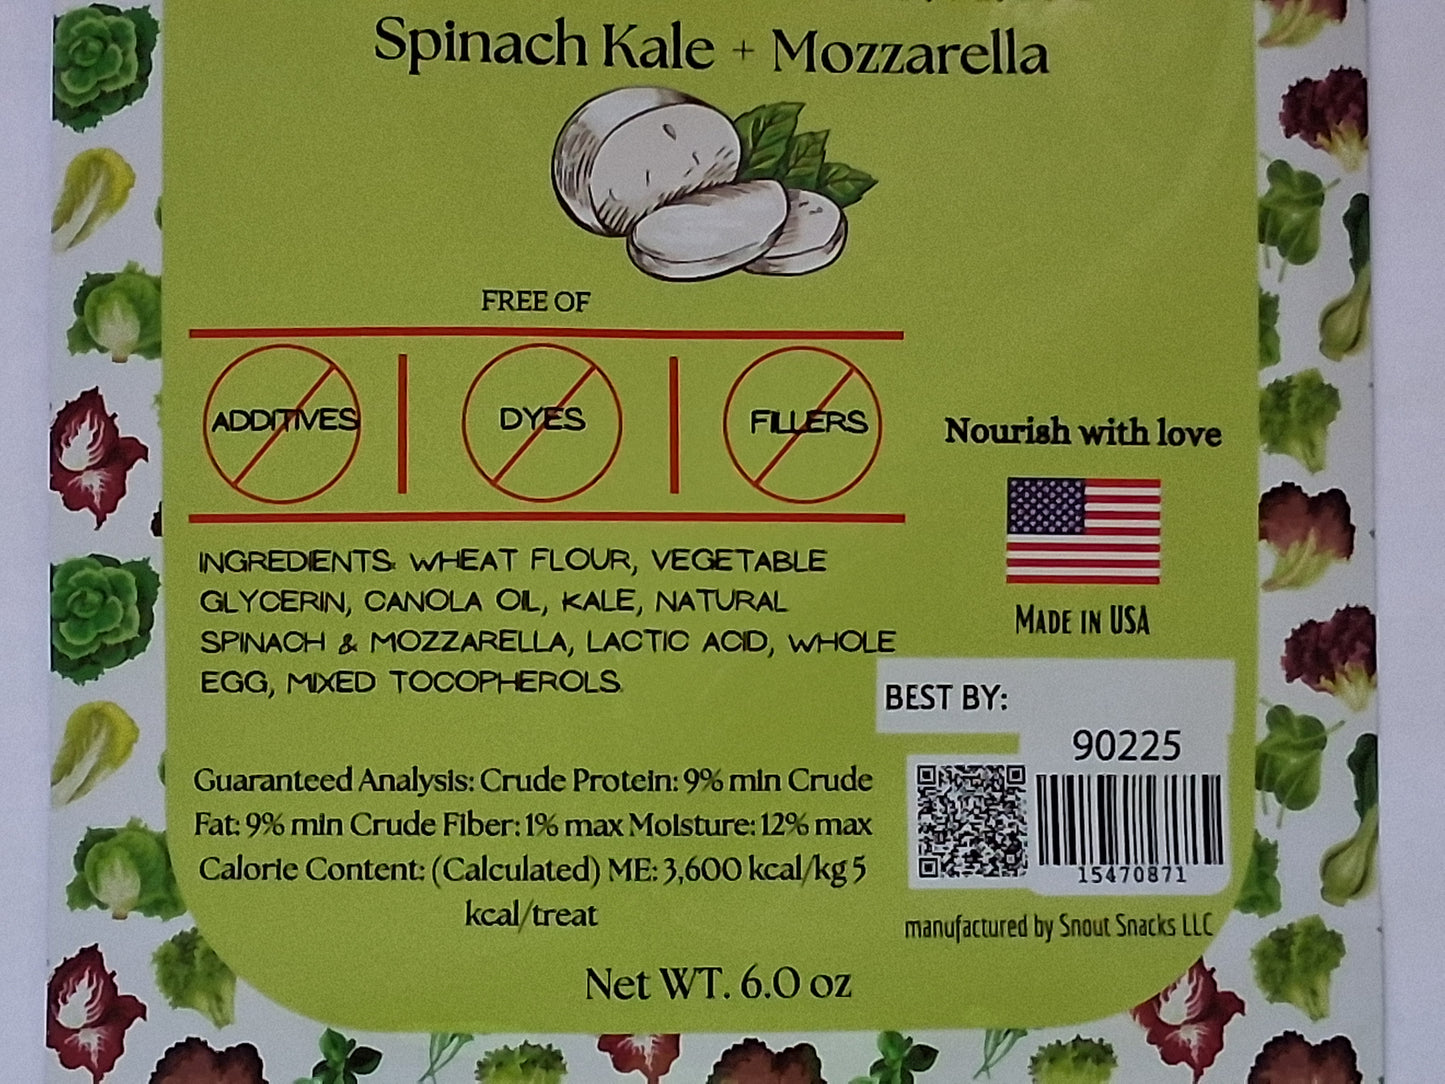 Spinach Kale + Mozzarella
FREE OF
ADDITIVES
DYES
FILLERS
Nourish with love
MADE IN USA
INGREDIENTS: WHEAT FLOUR, VEGETABLE
GLYCERIN, CANOLA OIL, KALE, NATURAL
SPINACH & MOZZARELLA, LACTIC ACID, WHOLE
EGG, MIXED TOCOPHEROLS.
BEST BY:
90225
15470871
Guaranteed Analysis: Crude Protein: 9% min Crude
Fat: 9% min Crude Fiber: 1% max Moisture: 12% max
Calorie Content: (Calculated) ME: 3,600 kcal/kg 5
kcal/treat
manufactured by Snout Snacks LLC
Net WT. 6.0 oz